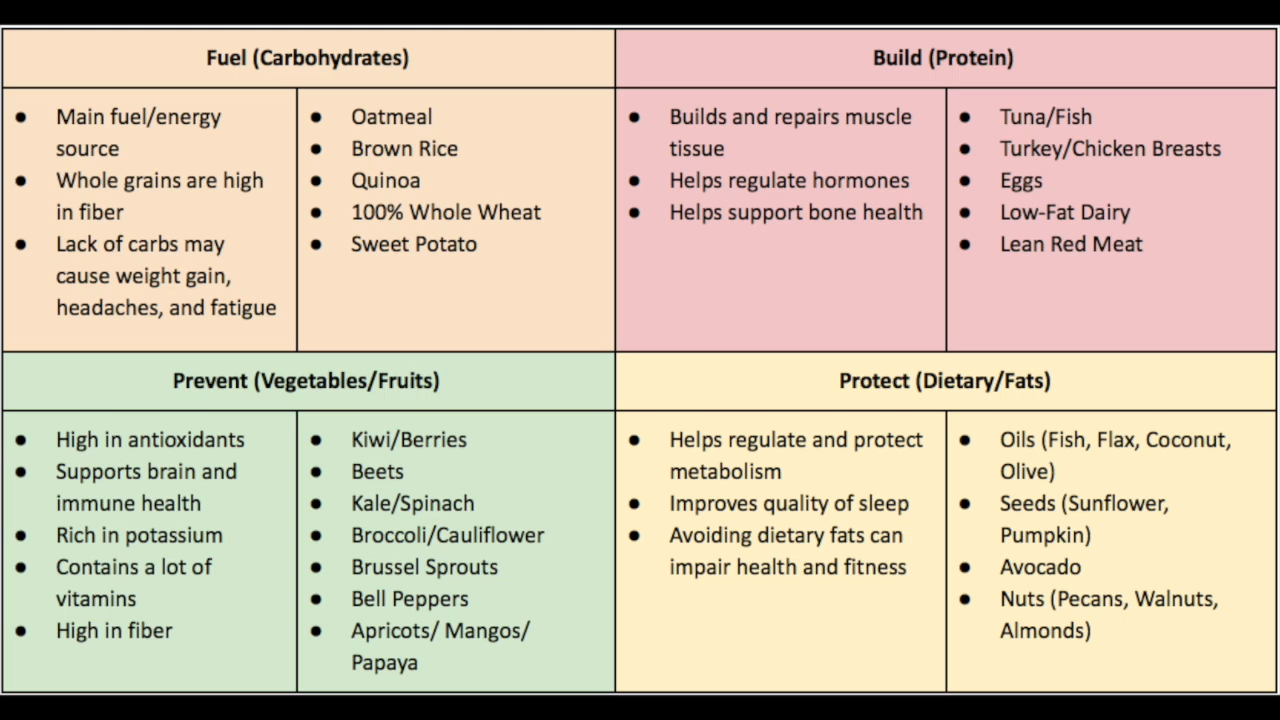 Fuel (Carbohydrates)
● Main fuel/energy
source
● Whole grains are high
in fiber
● Lack of carbs may
cause weight gain,
headaches, and fatigue
● Oatmeal
● Brown Rice
● Quinoa
● 100% Whole Wheat
● Sweet Potato
Build (Protein)
● Builds and repairs muscle
tissue
● Helps regulate hormones
● Helps support bone health
● Tuna/Fish
● Turkey/Chicken Breasts
● Eggs
● Low-Fat Dairy
● Lean Red Meat
Prevent (Vegetables/Fruits)
● High in antioxidants
● Supports brain and
immune health
● Rich in potassium
● Contains a lot of
vitamins
● High in fiber
● Kiwi/Berries
● Beets
● Kale/Spinach
● Broccoli/Cauliflower
● Brussel Sprouts
● Bell Peppers
● Apricots/ Mangos/
Papaya
Protect (Dietary/Fats)
● Helps regulate and protect
metabolism
● Improves quality of sleep
● Avoiding dietary fats can
impair health and fitness
● Oils (Fish, Flax, Coconut,
Olive)
● Seeds (Sunflower,
Pumpkin)
● Avocado
● Nuts (Pecans, Walnuts,
Almonds)